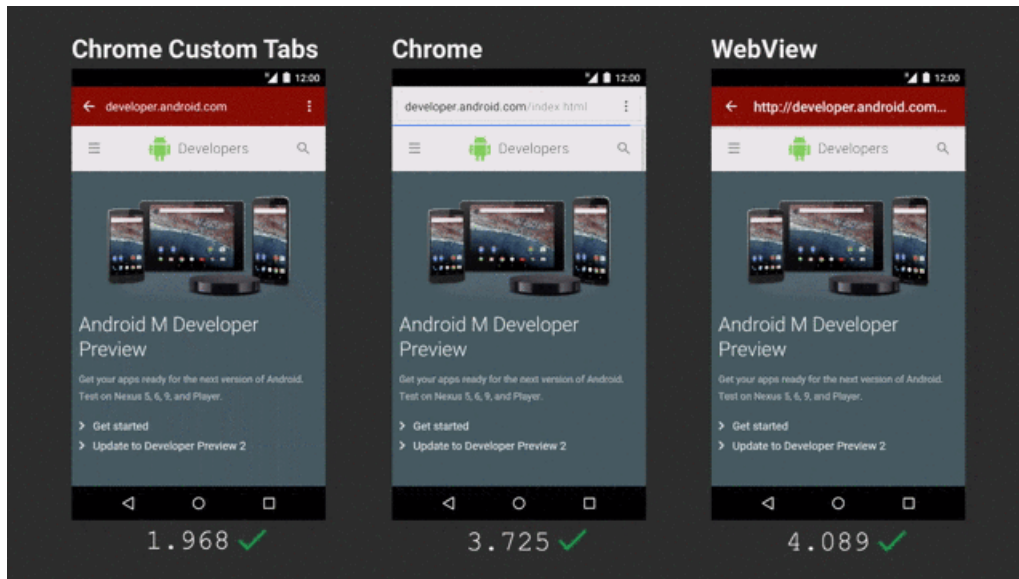 Chrome Custom Tabs
12:00
developer.android.com
Developers
Android M Developer
Preview
Get your apps ready for the next version of Android.
Test on Nexus 5, 6, 9, and Player.
Get started
Update to Developer Preview 2
1.968
Chrome
12:00
developer.android.com/index.html
Developers
Android M Developer
Preview
Get your apps ready for the next version of Android.
Test on Nexus 5, 6, 9, and Player.
Get started
Update to Developer Preview 2
3.725
WebView
12:00
http://developer.android.com...
Developers
Android M Developer
Preview
Get your apps ready for the next version of Android.
Test on Nexus 5, 6, 9, and Player.
Get started
Update to Developer Preview 2
4.089